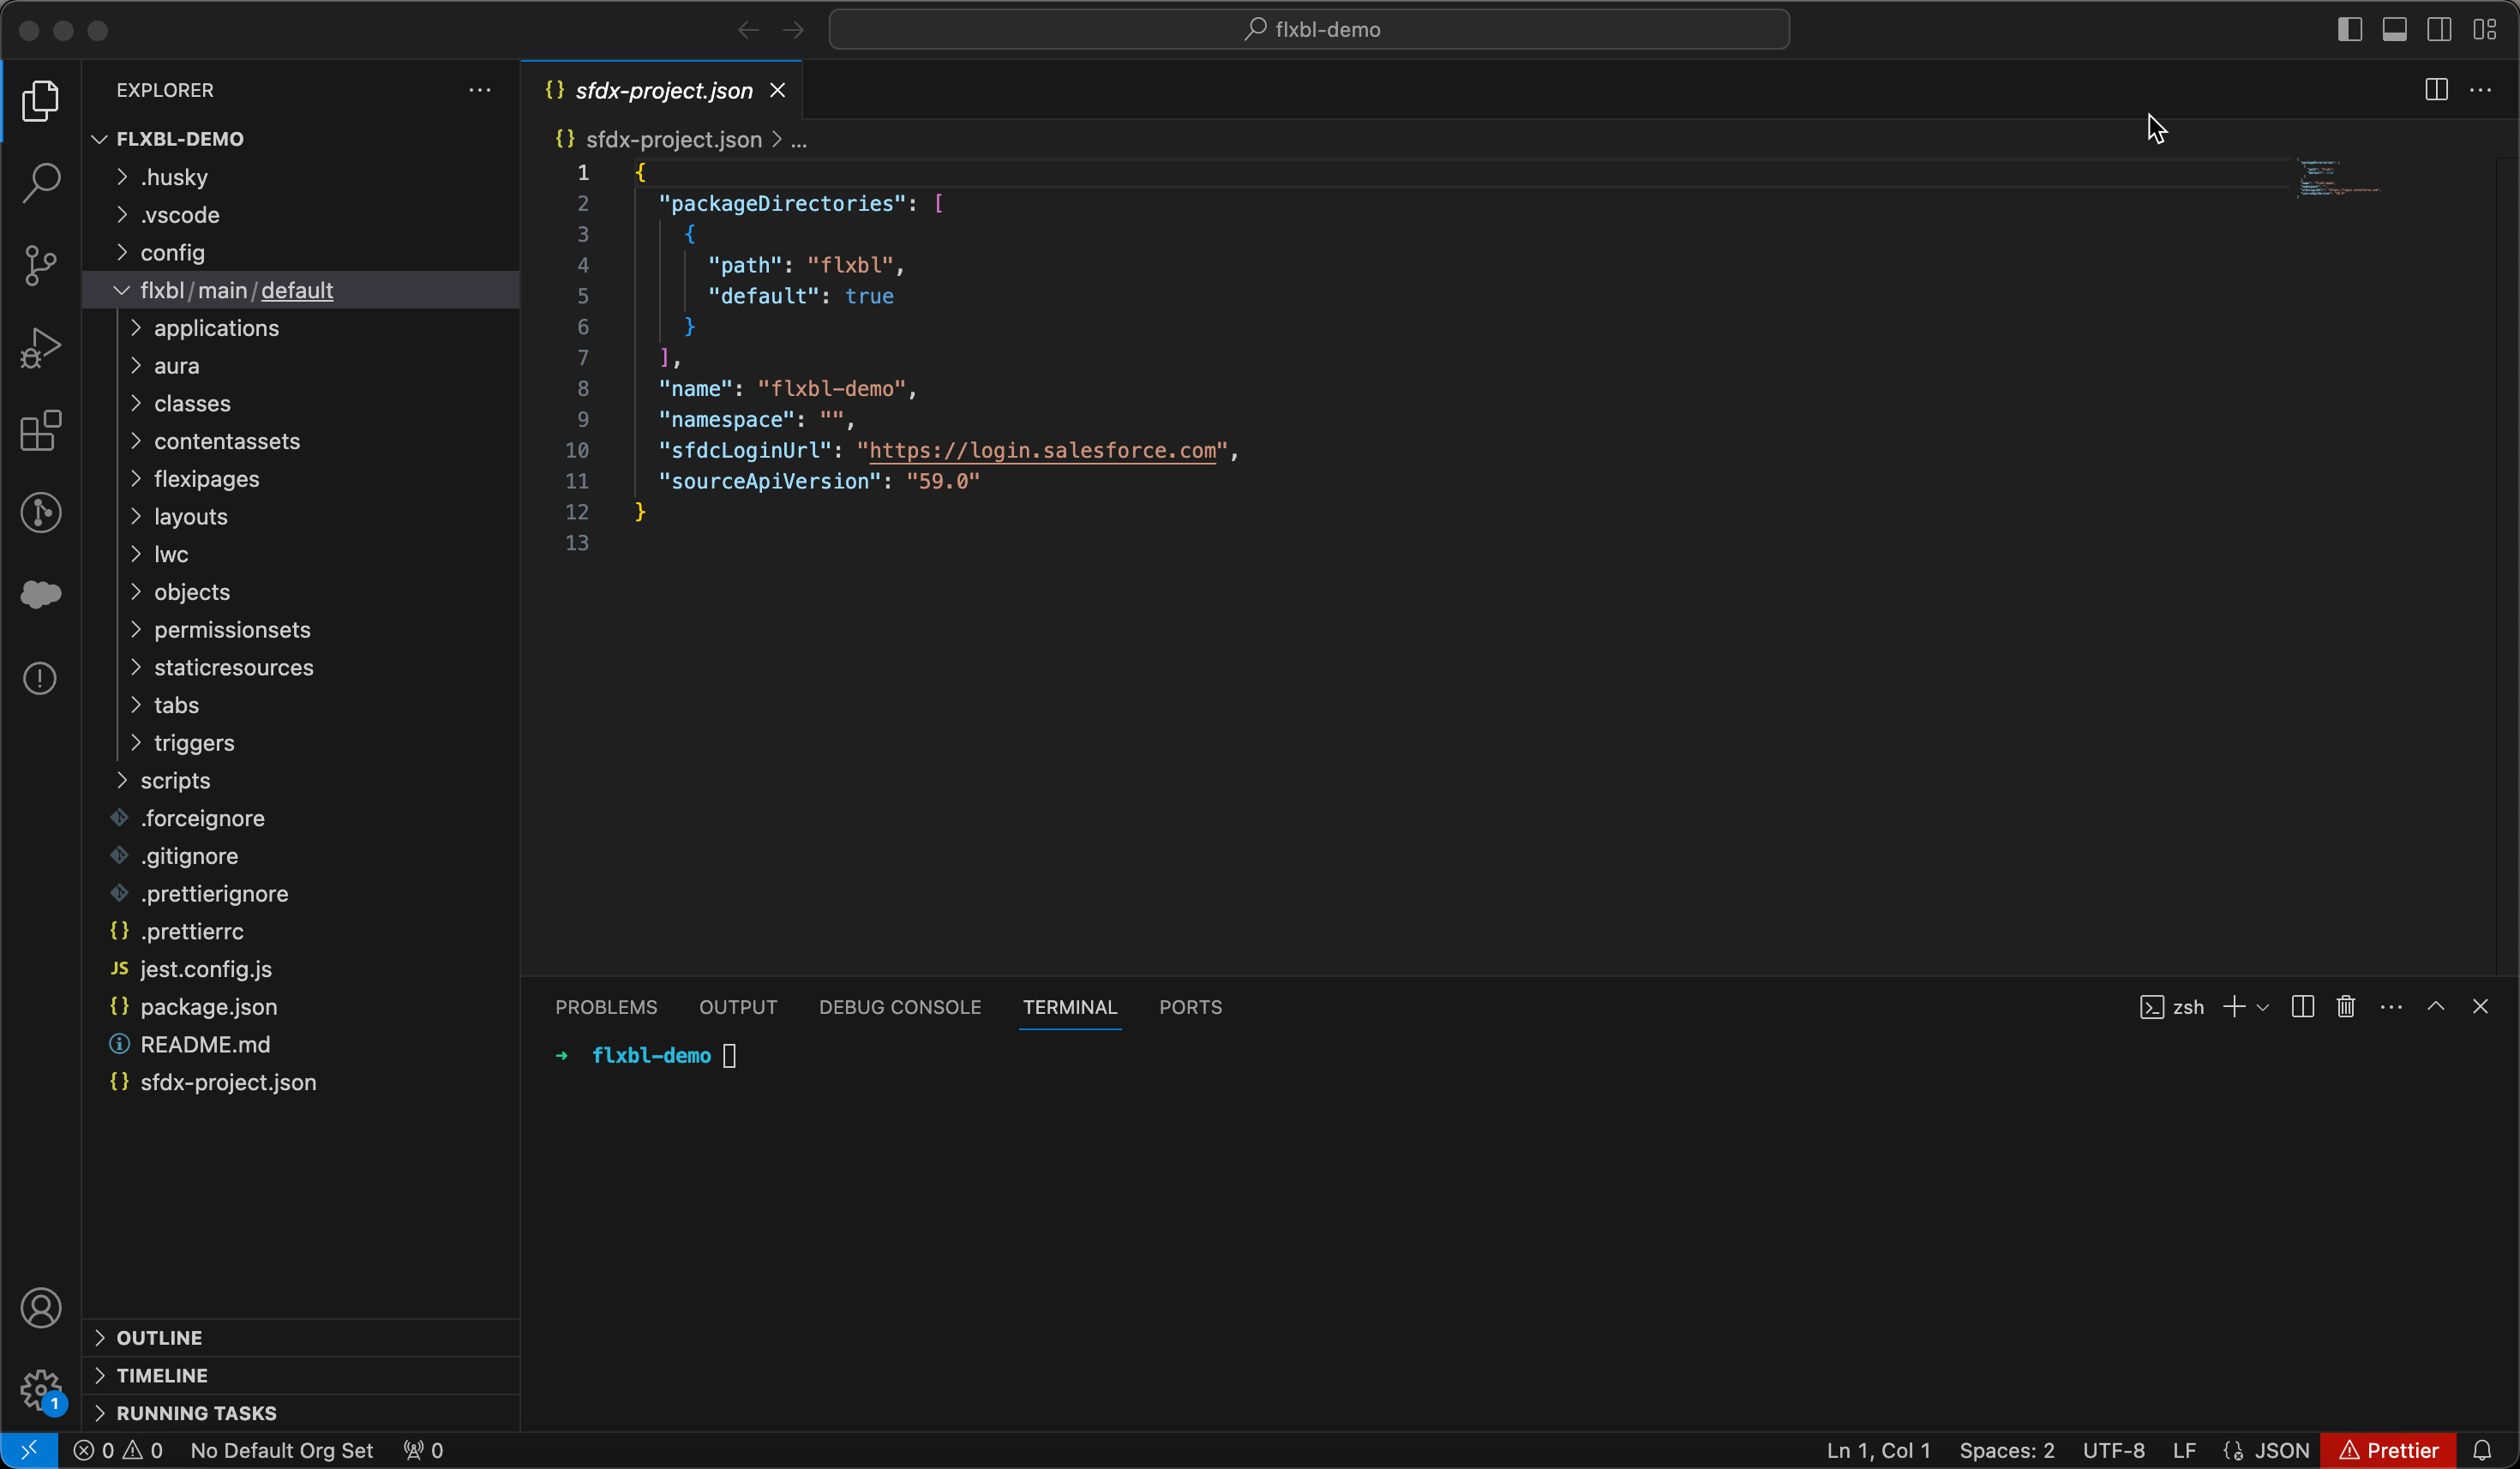 flxbl-demo
EXPLORER
FLXBL-DEMO
.husky
.vscode
config
flxbl/main/default
applications
aura
classes
contentassets
flexipages
layouts
lwc
objects
permissionsets
staticresources
tabs
triggers
scripts
.forceignore
.gitignore
.prettierignore
{} .prettierrc
JS jest.config.js
{} package.json
README.md
{} sfdx-project.json
OUTLINE
TIMELINE
RUNNING TASKS
1
{} sfdx-project.json
{} sfdx-project.json > ...
1 {
2 "packageDirectories": [
3 {
4 "path": "flxbl",
5 "default": true
6 }
7 ],
8 "name": "flxbl-demo",
9 "namespace": "",
10 "sfdcLoginUrl": "https://login.salesforce.com",
11 "sourceApiVersion": "59.0"
12 }
13
PROBLEMS OUTPUT DEBUG CONSOLE TERMINAL PORTS zsh
→ flxbl-demo
0 0 No Default Org Set 0 Ln 1, Col 1 Spaces: 2 UTF-8 LF JSON Prettier